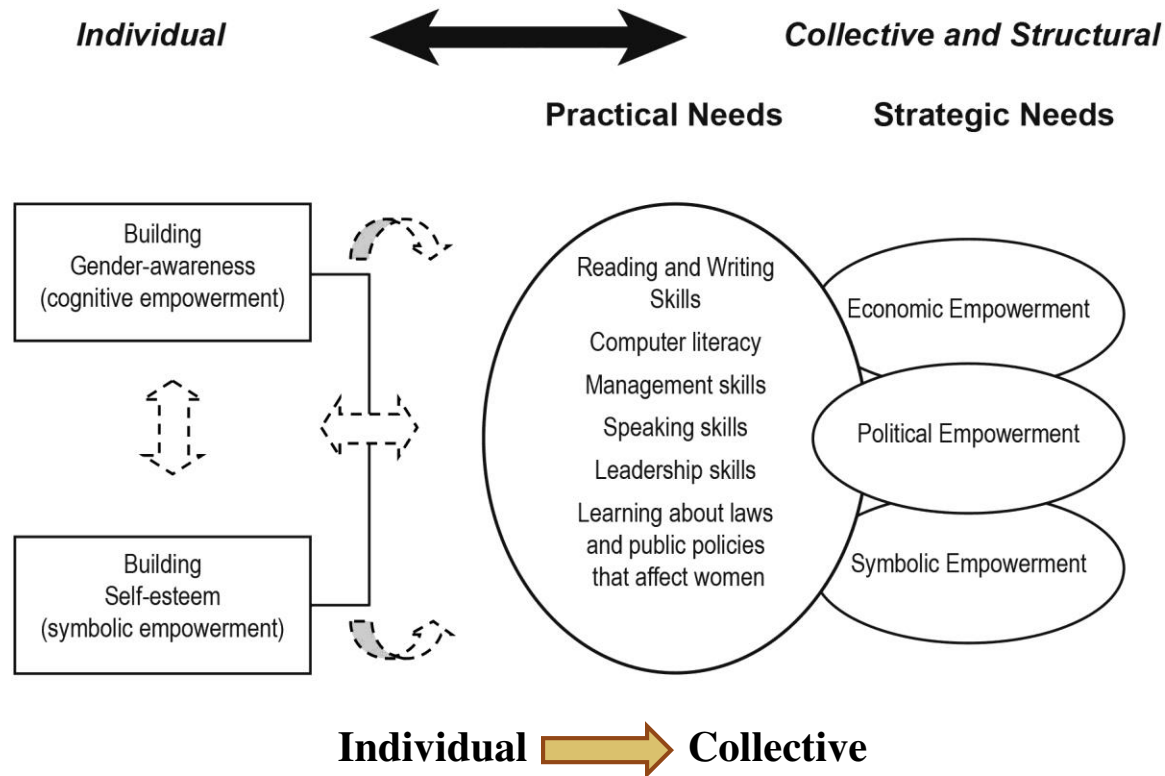 Individual
Collective and Structural
Practical Needs
Strategic Needs
Building
Gender-awareness
(cognitive empowerment)
Building
Self-esteem
(symbolic empowerment)
Reading and Writing
Skills
Computer literacy
Management skills
Speaking skills
Leadership skills
Learning about laws
and public policies
that affect women
Economic Empowerment
Political Empowerment
Symbolic Empowerment
Individual
Collective